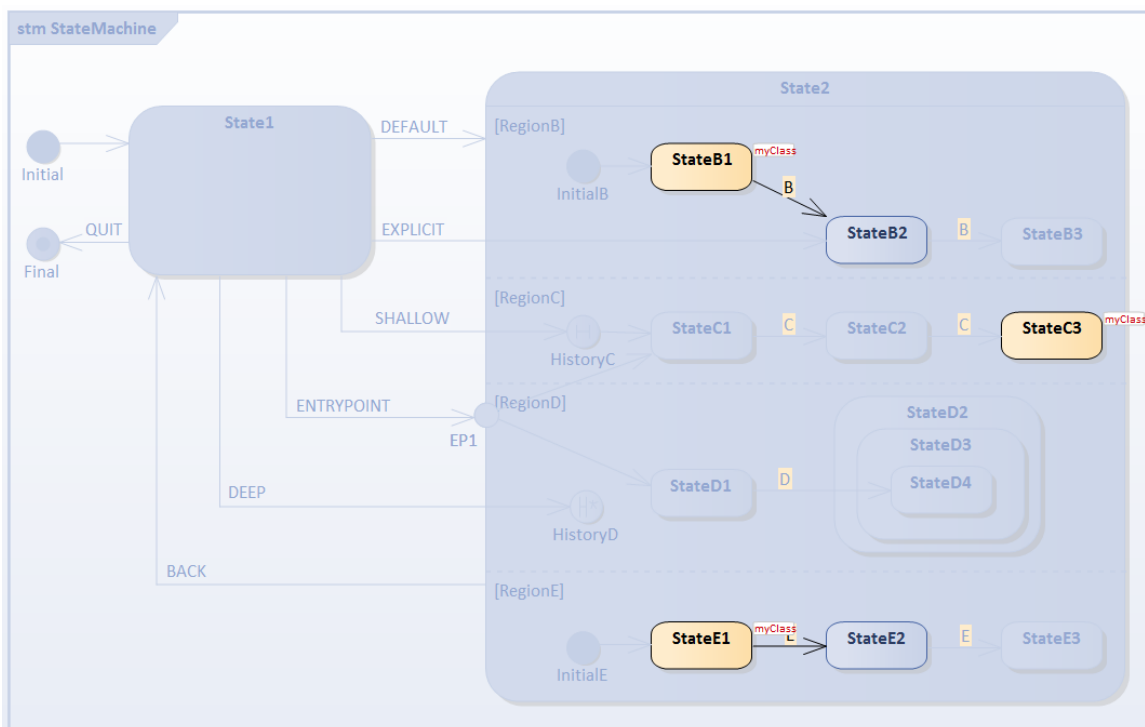 stm StateMachine
State2
State1
DEFAULT
[RegionB]
Initial
StateB1
myClass
InitialB
B
QUIT
EXPLICIT
StateB2
B
StateB3
Final
[RegionC]
SHALLOW
HistoryC
StateC1
C
StateC2
C
StateC3
myClass
ENTRYPOINT
EP1
[RegionD]
StateD2
StateD3
StateD1
D
StateD4
DEEP
H*
HistoryD
BACK
[RegionE]
StateE1
myClass
StateE2
E
StateE3
InitialE